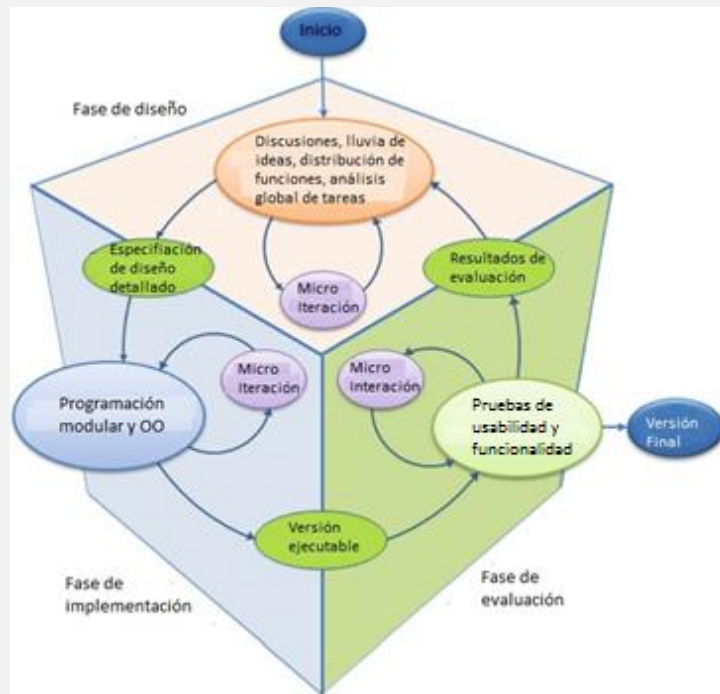 Inicio
Fase de diseño
Discusiones, lluvia de
ideas, distribución de
funciones, análisis
global de tareas
Especifiación
de diseño
detallado
Resultados de
evaluación
Micro
Iteración
Micro
Iteración
Micro
Interación
Programación
modular y OO
Pruebas de
usabilidad y
funcionalidad
Versión
Final
Versión
ejecutable
Fase de
implementación
Fase de
evaluación